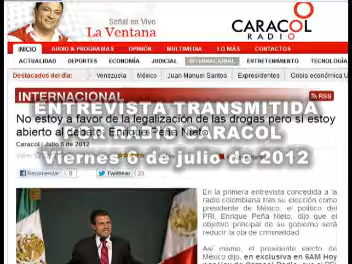 Señal en Vivo
La Ventana
CARACOL
RADIO
INICIO AUDIO & PROGRAMAS OPINIÓN MULTIMEDIA LO MÁS CONTACTOS
ACTUALIDAD DEPORTES ECONOMÍA JUDICIAL INTERNACIONAL ENTRETENIMIENTO TECNOLOGÍA
Destacados del día: Venezuela México Juan Manuel Santos Expresidentes Crisis económica
INTERNACIONAL RSS
ENTREVISTA TRANSMITIDA
No estoy a favor de la legalización de las drogas pero si estoy
abierto al debate: Enrique Peña Nieto
CARACOL
Caracol | Julio 6 de 2012
Viernes 6 de julio de 2012
Recomendar 0 Twittear 23
En la primera entrevista concedida a la
radio colombiana tras su elección como
presidente de México, el político del
PRI, Enrique Peña Nieto, dijo que el
objetivo principal de su gobierno será
reducir la ola de criminalidad
Así mismo, el presidente electo de
México dijo, en exclusiva en 6AM Hoy